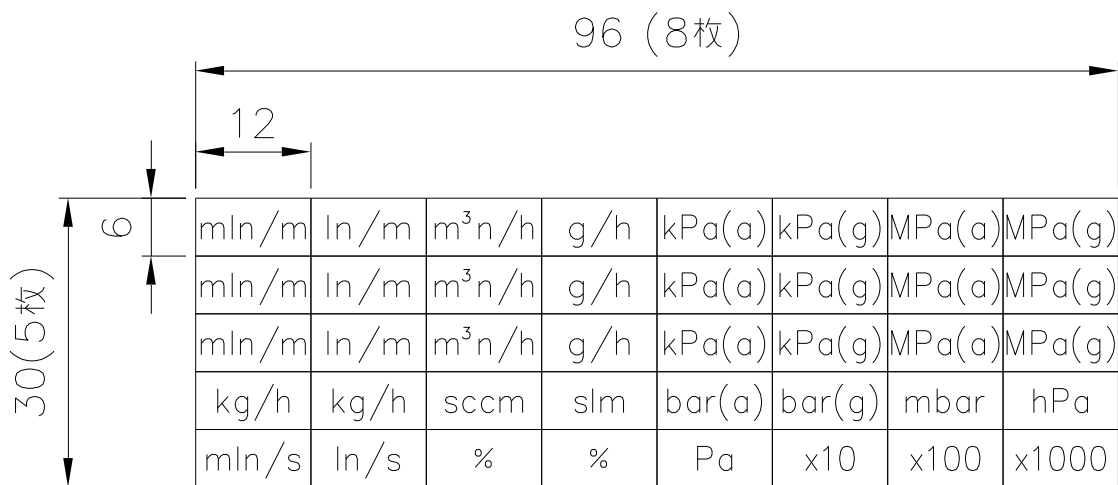 96 (8枚)
12
6
30(5枚)
mln/m ln/m m³n/h g/h kPa(a) kPa(g) MPa(a) MPa(g)
mln/m ln/m m³n/h g/h kPa(a) kPa(g) MPa(a) MPa(g)
mln/m ln/m m³n/h g/h kPa(a) kPa(g) MPa(a) MPa(g)
kg/h kg/h sccm slm bar(a) bar(g) mbar hPa
mln/s ln/s % % Pa x10 x100 x1000